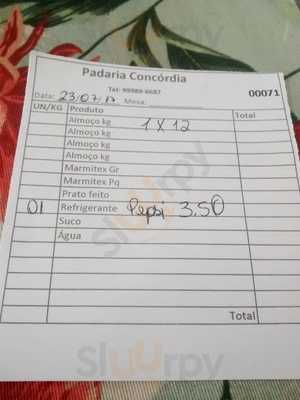 Padaria Concórdia
Tel: 99989-6687
00071
Data: 23/07/17 Mesa:
UN/KG Produto Total
Almoço kg 1 x 12
Almoço kg
Almoço kg
Almoço kg
Marmitex Gr
Marmitex Pq
Prato feito
01 Refrigerante Pepsi 3.50
Suco
Água
Total
Sluurpy
Sluurpy